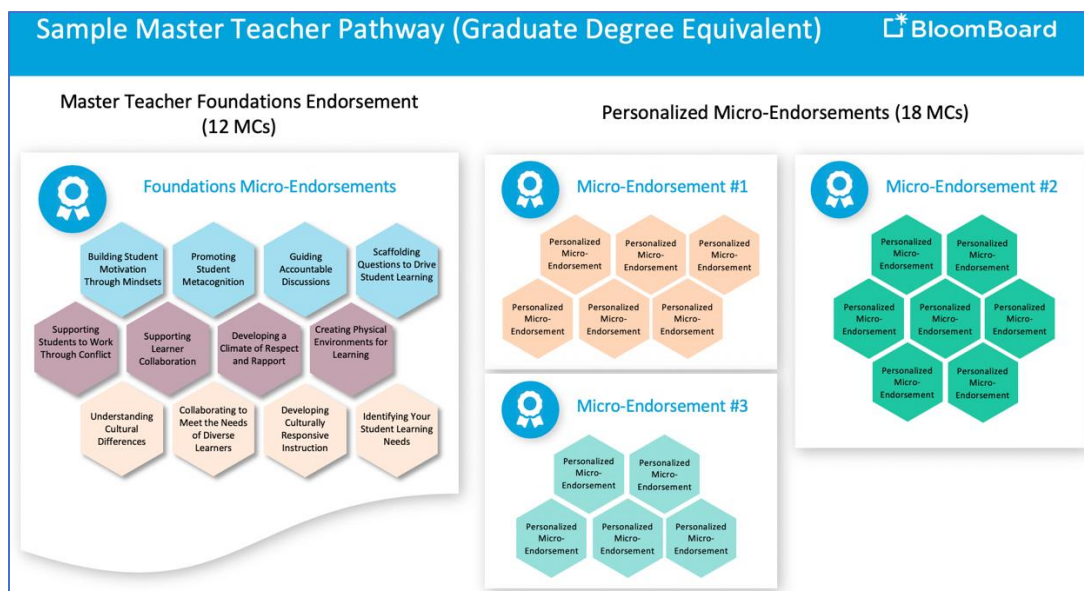 Sample Master Teacher Pathway (Graduate Degree Equivalent)
BloomBoard
Master Teacher Foundations Endorsement
(12 MCs)
Personalized Micro-Endorsements (18 MCs)
Foundations Micro-Endorsements
Building Student
Motivation
Through Mindsets
Promoting
Student
Metacognition
Guiding
Accountable
Discussions
Scaffolding
Questions to Drive
Student Learning
Supporting
Students to Work
Through Conflict
Supporting
Learner
Collaboration
Developing a
Climate of Respect
and Rapport
Creating Physical
Environments for
Learning
Understanding
Cultural
Differences
Collaborating to
Meet the Needs
of Diverse
Learners
Developing
Culturally
Responsive
Instruction
Identifying Your
Student Learning
Needs
Micro-Endorsement #1
Personalized
Micro-
Endorsement
Personalized
Micro-
Endorsement
Personalized
Micro-
Endorsement
Personalized
Micro-
Endorsement
Personalized
Micro-
Endorsement
Personalized
Micro-
Endorsement
Micro-Endorsement #2
Personalized
Micro-
Endorsement
Personalized
Micro-
Endorsement
Personalized
Micro-
Endorsement
Personalized
Micro-
Endorsement
Personalized
Micro-
Endorsement
Personalized
Micro-
Endorsement
Personalized
Micro-
Endorsement
Micro-Endorsement #3
Personalized
Micro-
Endorsement
Personalized
Micro-
Endorsement
Personalized
Micro-
Endorsement
Personalized
Micro-
Endorsement
Personalized
Micro-
Endorsement